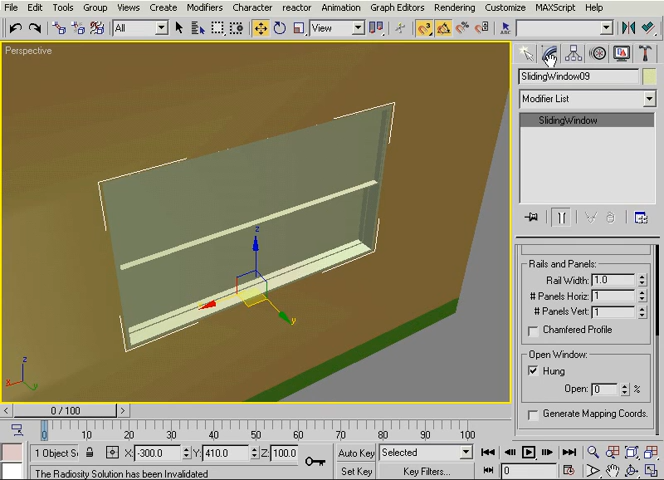 File Edit Tools Group Views Create Modifiers Character reactor Animation Graph Editors Rendering Customize MAXScript Help
All View
Perspective
SlidingWindow09
Modifier List
SlidingWindow
Rails and Panels:
Rail Width: 1.0
# Panels Horiz: 1
# Panels Vert: 1
Chamfered Profile
Open Window:
Hung
Open: 0 %
Generate Mapping Coords.
z
y
z
x y
< 0 / 100 >
0 10 20 30 40 50 60 70 80 90 100
1 Object S X: -300.0 Y: 410.0 Z: 100.0 Auto Key Selected
The Radiosity Solution has been Invalidated Set Key Key Filters... 0